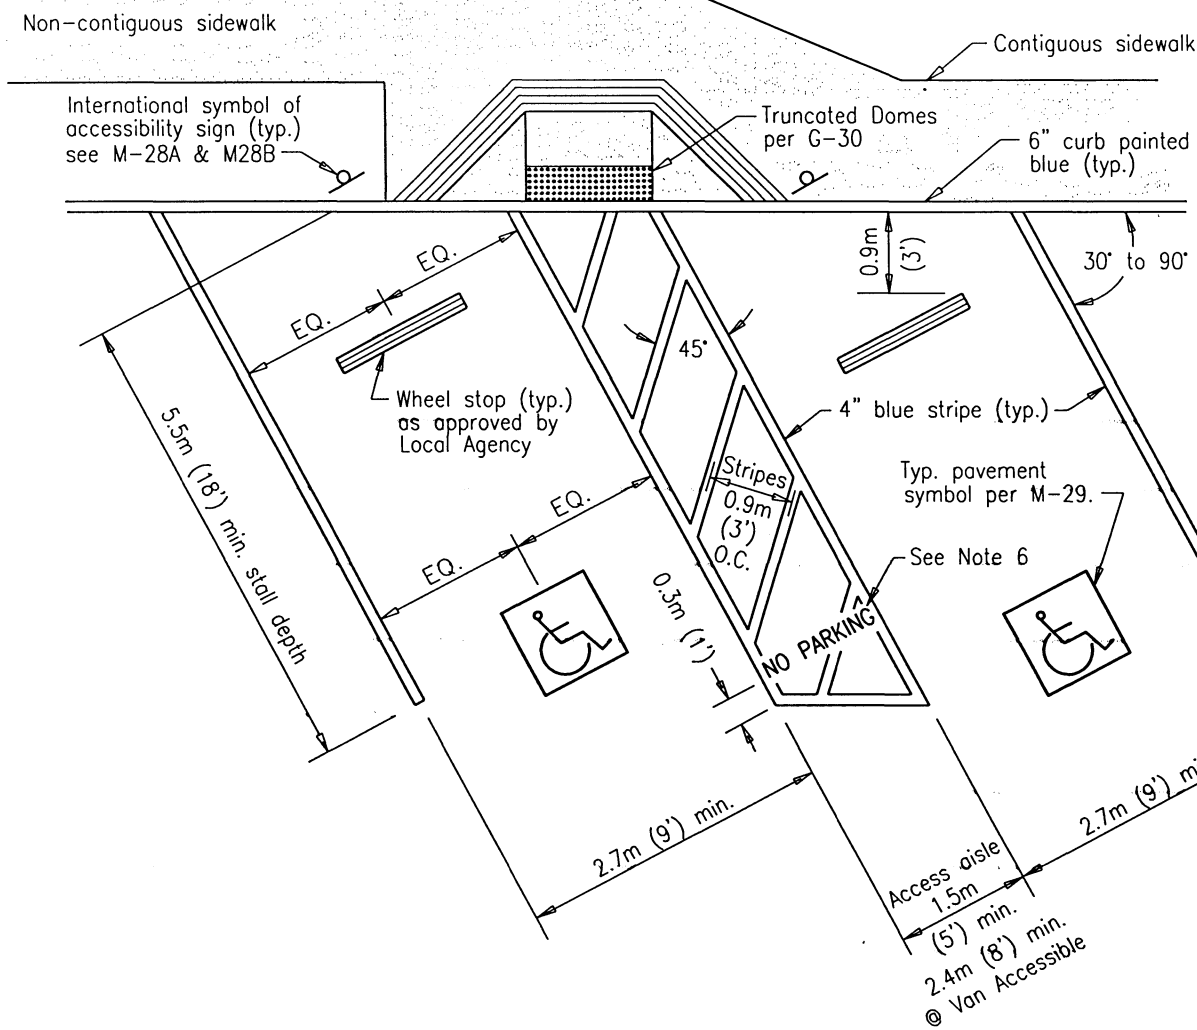 Non-contiguous sidewalk
Contiguous sidewalk
International symbol of
accessibility sign (typ.)
see M-28A & M28B
Truncated Domes
per G-30
6" curb painted
blue (typ.)
EQ.
EQ.
0.9m
(3')
30° to 90°
45°
Wheel stop (typ.)
as approved by
Local Agency
4" blue stripe (typ.)
5.5m (18') min. stall depth
Stripes
0.9m
(3')
O.C.
Typ. pavement
symbol per M-29.
EQ.
EQ.
See Note 6
0.3m (1')
NO PARKING
2.7m (9') min.
2.7m (9') mi
Access aisle
1.5m
(5') min.
2.4m (8') min.
@ Van Accessible